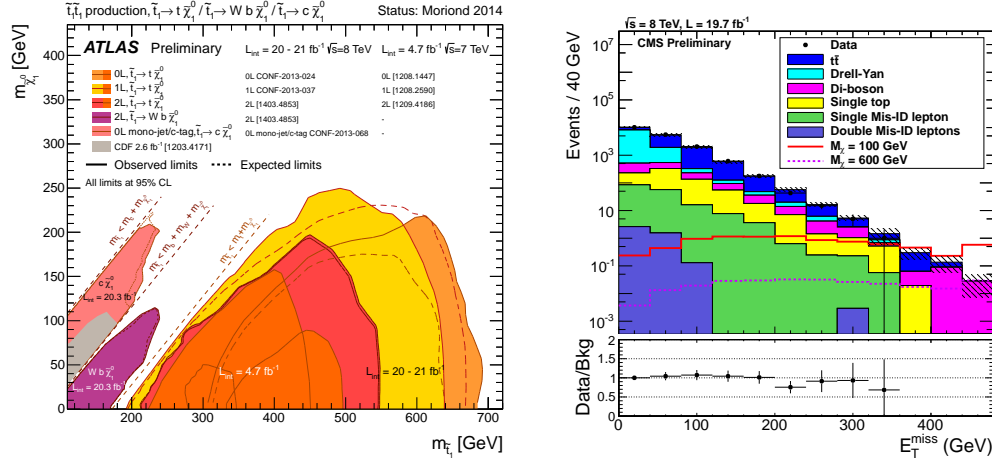 t̃₁t̃₁ production, t̃₁→ t χ̃₁⁰ / t̃₁→ W b χ̃₁⁰ / t̃₁→ c χ̃₁⁰
Status: Moriond 2014
ATLAS Preliminary
L_int = 20 - 21 fb⁻¹ √s=8 TeV
L_int = 4.7 fb⁻¹ √s=7 TeV
0L, t̃₁→ t χ̃₁⁰
0L CONF-2013-024
0L [1208.1447]
1L, t̃₁→ t χ̃₁⁰
1L CONF-2013-037
1L [1208.2590]
2L, t̃₁→ t χ̃₁⁰
2L [1403.4853]
2L [1209.4186]
2L, t̃₁→ W b χ̃₁⁰
2L [1403.4853]
-
0L mono-jet/c-tag, t̃₁→ c χ̃₁⁰
0L mono-jet/c-tag CONF-2013-068
-
CDF 2.6 fb⁻¹ [1203.4171]
Observed limits
Expected limits
All limits at 95% CL
c χ̃₁⁰
L_int = 20.3 fb⁻¹
W b χ̃₁⁰
L_int = 20.3 fb⁻¹
L_int = 4.7 fb⁻¹
L_int = 20 - 21 fb⁻¹
m_χ̃₁⁰ [GeV]
400
350
300
250
200
150
100
50
0
200 300 400 500 600 700
m_t̃₁ [GeV]
√s = 8 TeV, L = 19.7 fb⁻¹
CMS Preliminary
Data
tt̄
Drell-Yan
Di-boson
Single top
Single Mis-ID lepton
Double Mis-ID leptons
M_χ = 100 GeV
M_χ = 600 GeV
Events / 40 GeV
10⁷
10⁵
10³
10
10⁻¹
10⁻³
Data/Bkg
2
1.5
1
0.5
0
0 200 400
E_T^miss [GeV]